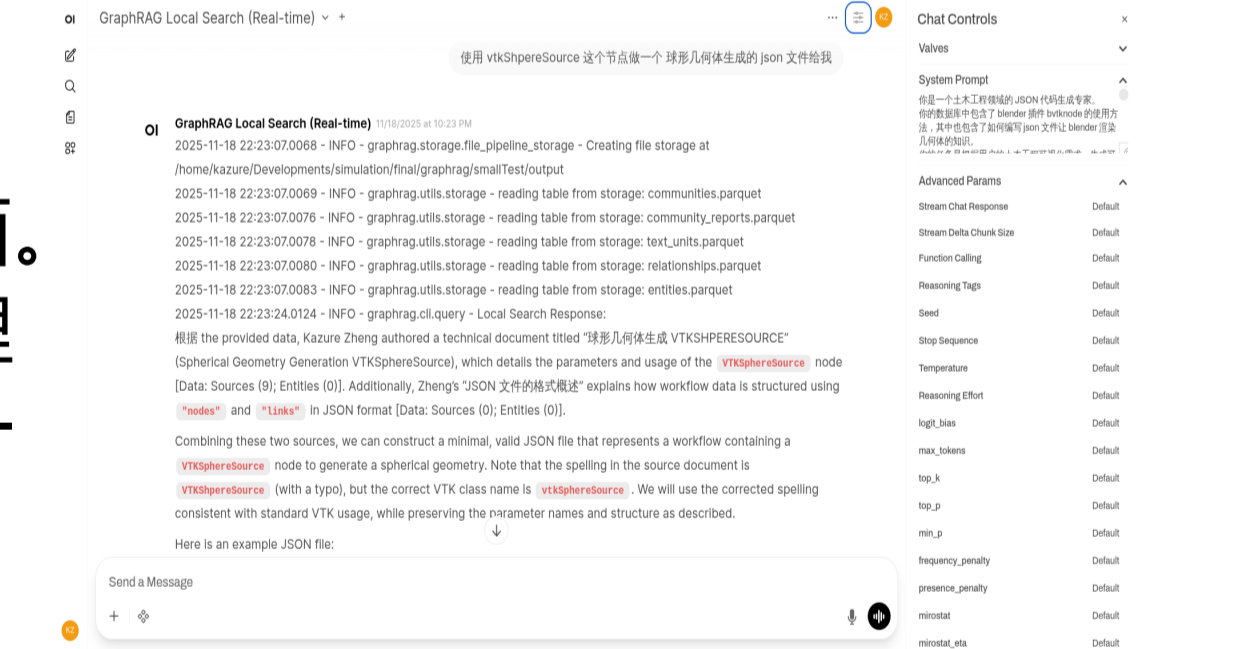 OI
GraphRAG Local Search (Real-time)
KZ
使用 vtkShpereSource 这个节点做一个 球形几何体生成的 json 文件给我
OI
GraphRAG Local Search (Real-time) 11/18/2025 at 10:23 PM
2025-11-18 22:23:07.0068 - INFO - graphrag.storage.file_pipeline_storage - Creating file storage at
/home/kazure/Developments/simulation/final/graphrag/smallTest/output
2025-11-18 22:23:07.0069 - INFO - graphrag.utils.storage - reading table from storage: communities.parquet
2025-11-18 22:23:07.0076 - INFO - graphrag.utils.storage - reading table from storage: community_reports.parquet
2025-11-18 22:23:07.0078 - INFO - graphrag.utils.storage - reading table from storage: text_units.parquet
2025-11-18 22:23:07.0080 - INFO - graphrag.utils.storage - reading table from storage: relationships.parquet
2025-11-18 22:23:07.0083 - INFO - graphrag.utils.storage - reading table from storage: entities.parquet
2025-11-18 22:23:24.0124 - INFO - graphrag.cli.query - Local Search Response:
根据 the provided data, Kazure Zheng authored a technical document titled “球形几何体生成 VTKSHPERESOURCE”
(Spherical Geometry Generation VTKSphereSource), which details the parameters and usage of the VTKSphereSource node
[Data: Sources (9); Entities (0)]. Additionally, Zheng’s “JSON 文件的格式概述” explains how workflow data is structured using
"nodes" and "links" in JSON format [Data: Sources (0); Entities (0)].
Combining these two sources, we can construct a minimal, valid JSON file that represents a workflow containing a
VTKSphereSource node to generate a spherical geometry. Note that the spelling in the source document is
VTKShpereSource (with a typo), but the correct VTK class name is vtkSphereSource . We will use the corrected spelling
consistent with standard VTK usage, while preserving the parameter names and structure as described.
Here is an example JSON file:
Send a Message
KZ
Chat Controls
Valves
System Prompt
你是一个土木工程领域的 JSON 代码生成专家。
你的数据库中包含了 blender 插件 bvtknode 的使用方
法，其中也包含了如何编写 json 文件让 blender 渲染
几何体的知识。
Advanced Params
Stream Chat Response Default
Stream Delta Chunk Size Default
Function Calling Default
Reasoning Tags Default
Seed Default
Stop Sequence Default
Temperature Default
Reasoning Effort Default
logit_bias Default
max_tokens Default
top_k Default
top_p Default
min_p Default
frequency_penalty Default
presence_penalty Default
mirostat Default
mirostat_eta Default